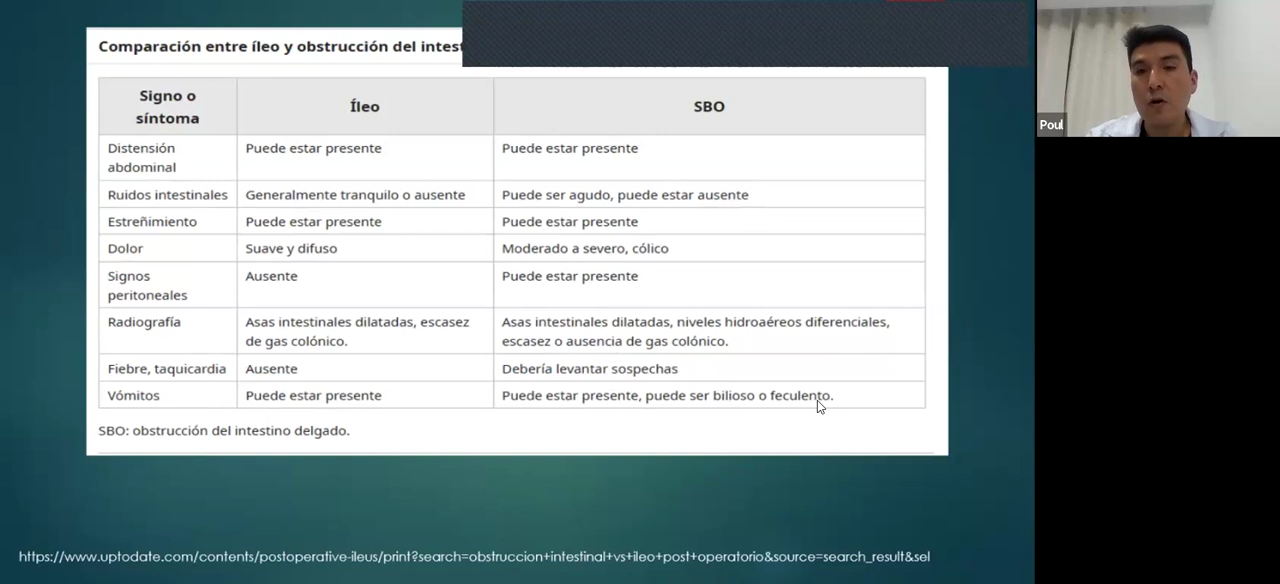 Comparación entre íleo y obstrucción del
Signo o
síntoma
Íleo
SBO
Distensión
abdominal
Puede estar presente
Puede estar presente
Ruidos intestinales
Generalmente tranquilo o ausente
Puede ser agudo, puede estar ausente
Estreñimiento
Puede estar presente
Puede estar presente
Dolor
Suave y difuso
Moderado a severo, cólico
Signos
peritoneales
Ausente
Puede estar presente
Radiografía
Asas intestinales dilatadas, escasez
de gas colónico.
Asas intestinales dilatadas, niveles hidroaéreos diferenciales,
escasez o ausencia de gas colónico.
Fiebre, taquicardia
Ausente
Debería levantar sospechas
Vómitos
Puede estar presente
Puede estar presente, puede ser bilioso o feculento.
SBO: obstrucción del intestino delgado.
https://www.uptodate.com/contents/postoperative-ileus/print?search=obstruccion+intestinal+vs+ileo+post+operatorio&source=search_result&sel
Poul